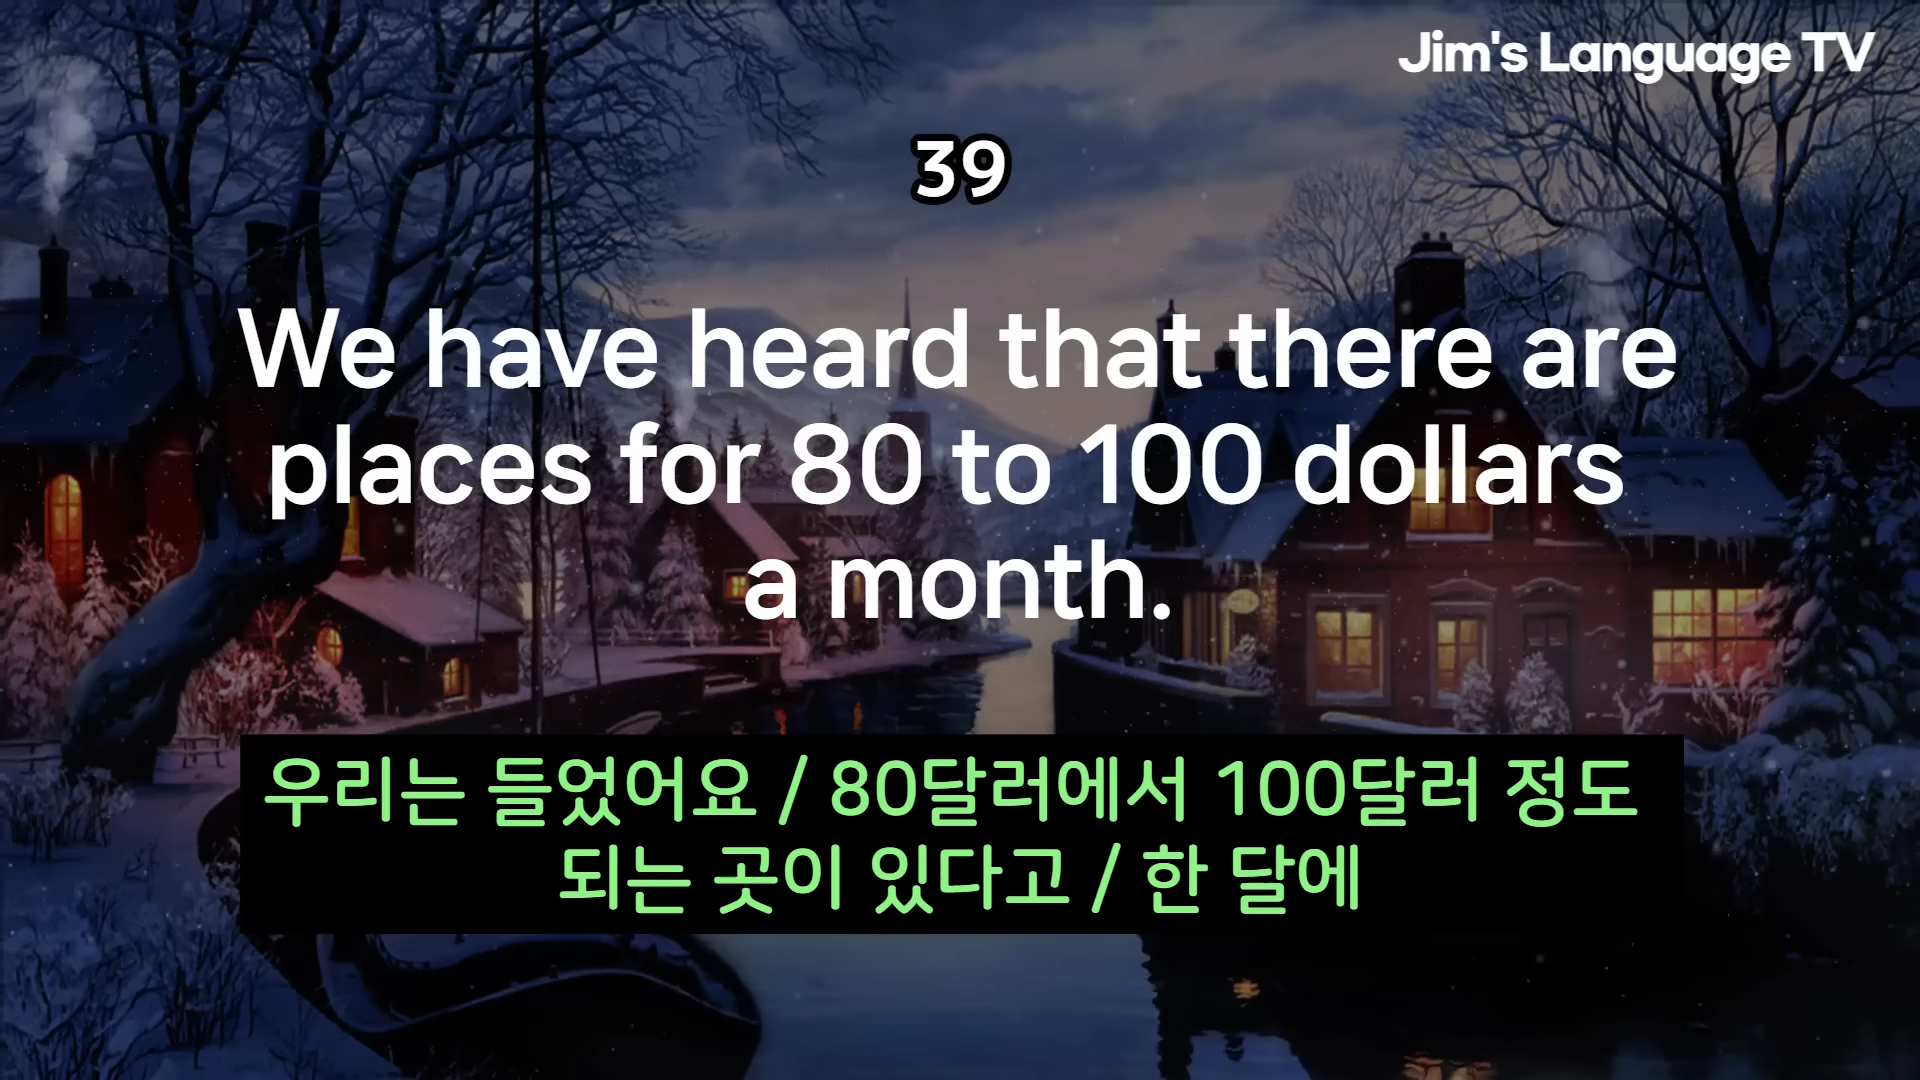 Jim's Language TV
39
We have heard that there are
places for 80 to 100 dollars
a month.
우리는 들었어요 / 80달러에서 100달러 정도
되는 곳이 있다고 / 한 달에